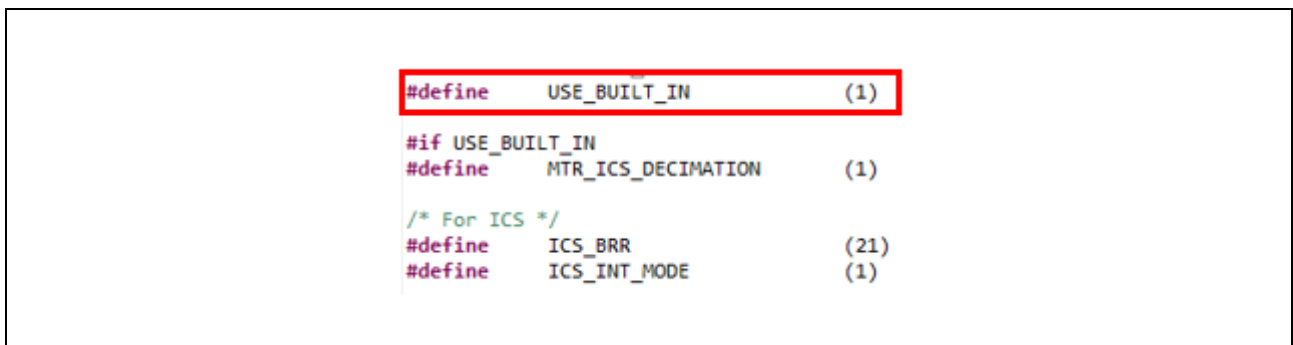 #define USE_BUILT_IN (1)
#if USE_BUILT_IN
#define MTR_ICS_DECIMATION (1)
/* For ICS */
#define ICS_BRR (21)
#define ICS_INT_MODE (1)